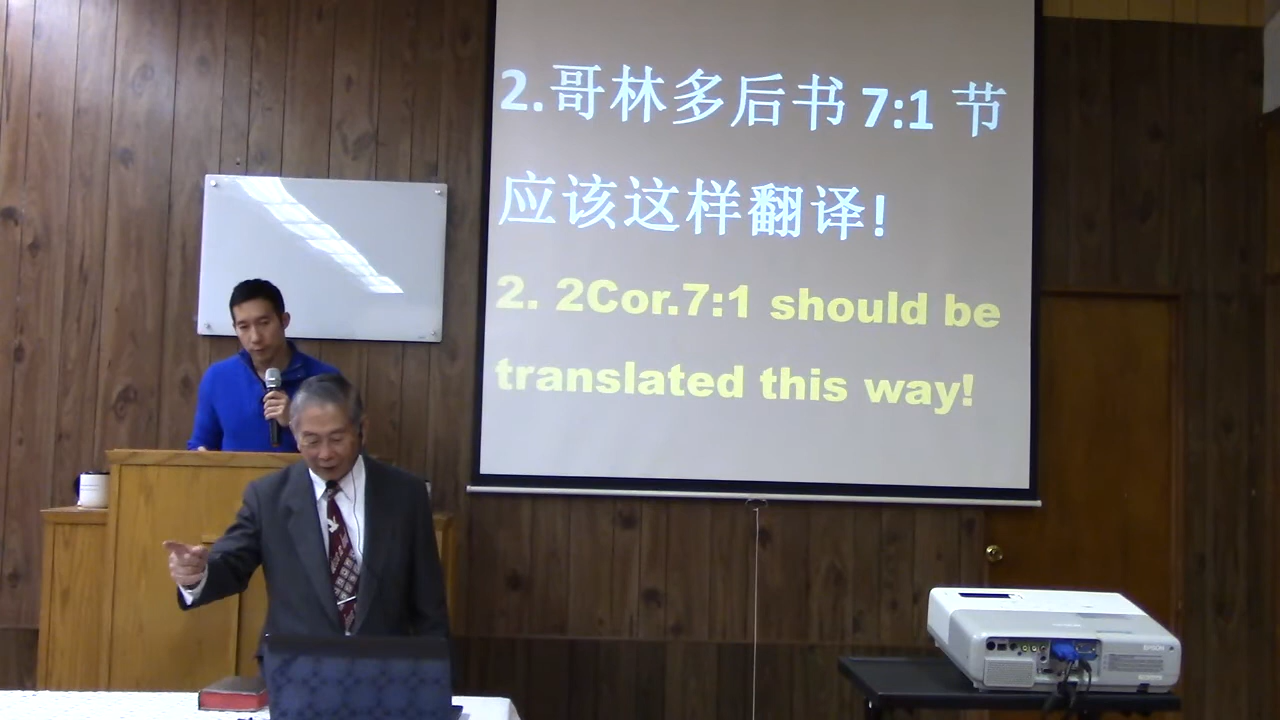 2.哥林多后书 7:1 节
应该这样翻译!
2. 2Cor.7:1 should be
translated this way!
EPSON